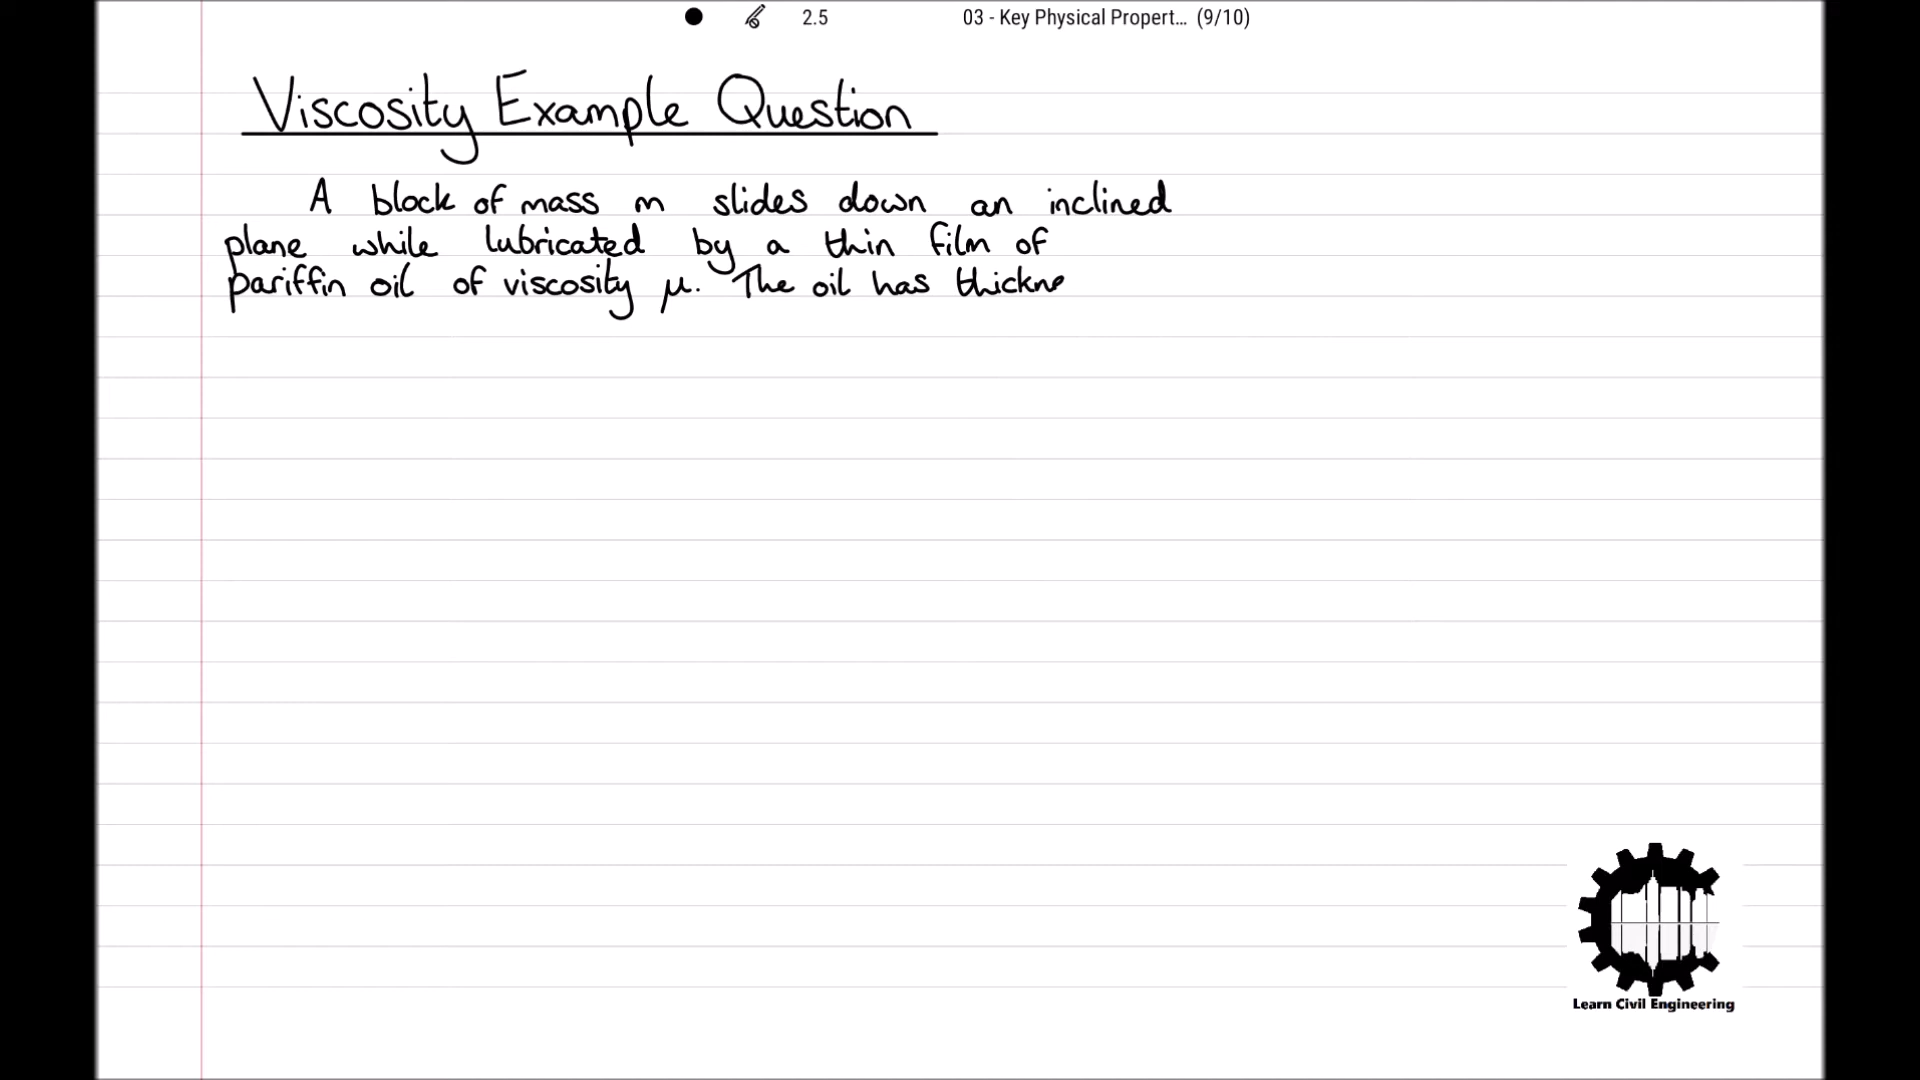 2.5 03 - Key Physical Propert... (9/10)
Viscosity Example Question
A block of mass m slides down an inclined
plane while lubricated by a thin film of
pariffin oil of viscosity μ. The oil has thickne
Learn Civil Engineering